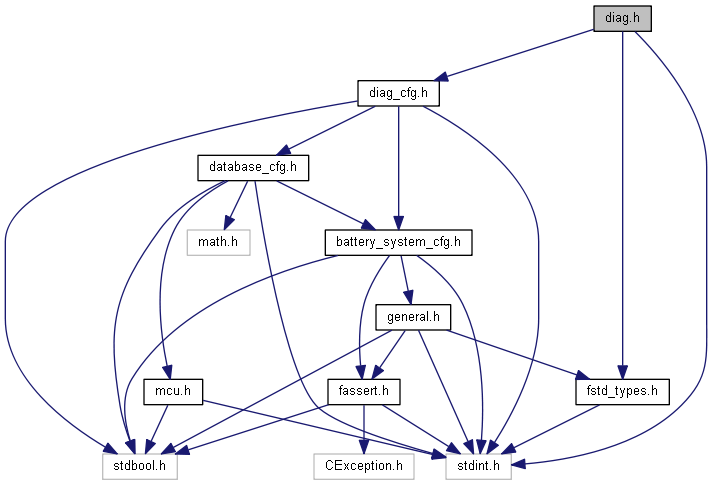 diag.h
diag_cfg.h
database_cfg.h
math.h
battery_system_cfg.h
general.h
mcu.h
fassert.h
fstd_types.h
stdbool.h
CException.h
stdint.h